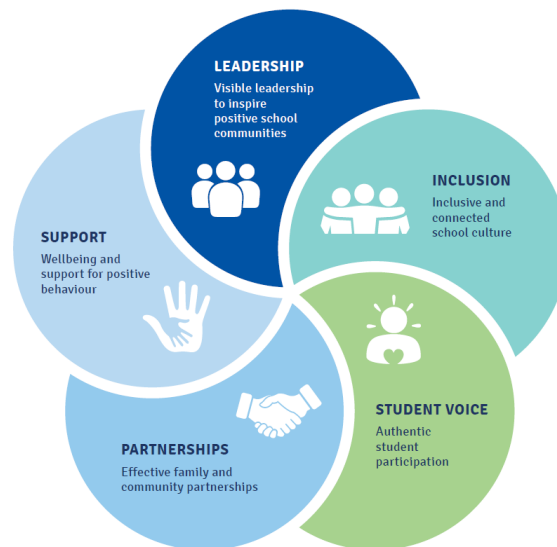 LEADERSHIP
Visible leadership
to inspire
positive school
communities
INCLUSION
Inclusive and
connected
school culture
STUDENT VOICE
Authentic
student
participation
PARTNERSHIPS
Effective family and
community partnerships
SUPPORT
Wellbeing and
support for positive
behaviour